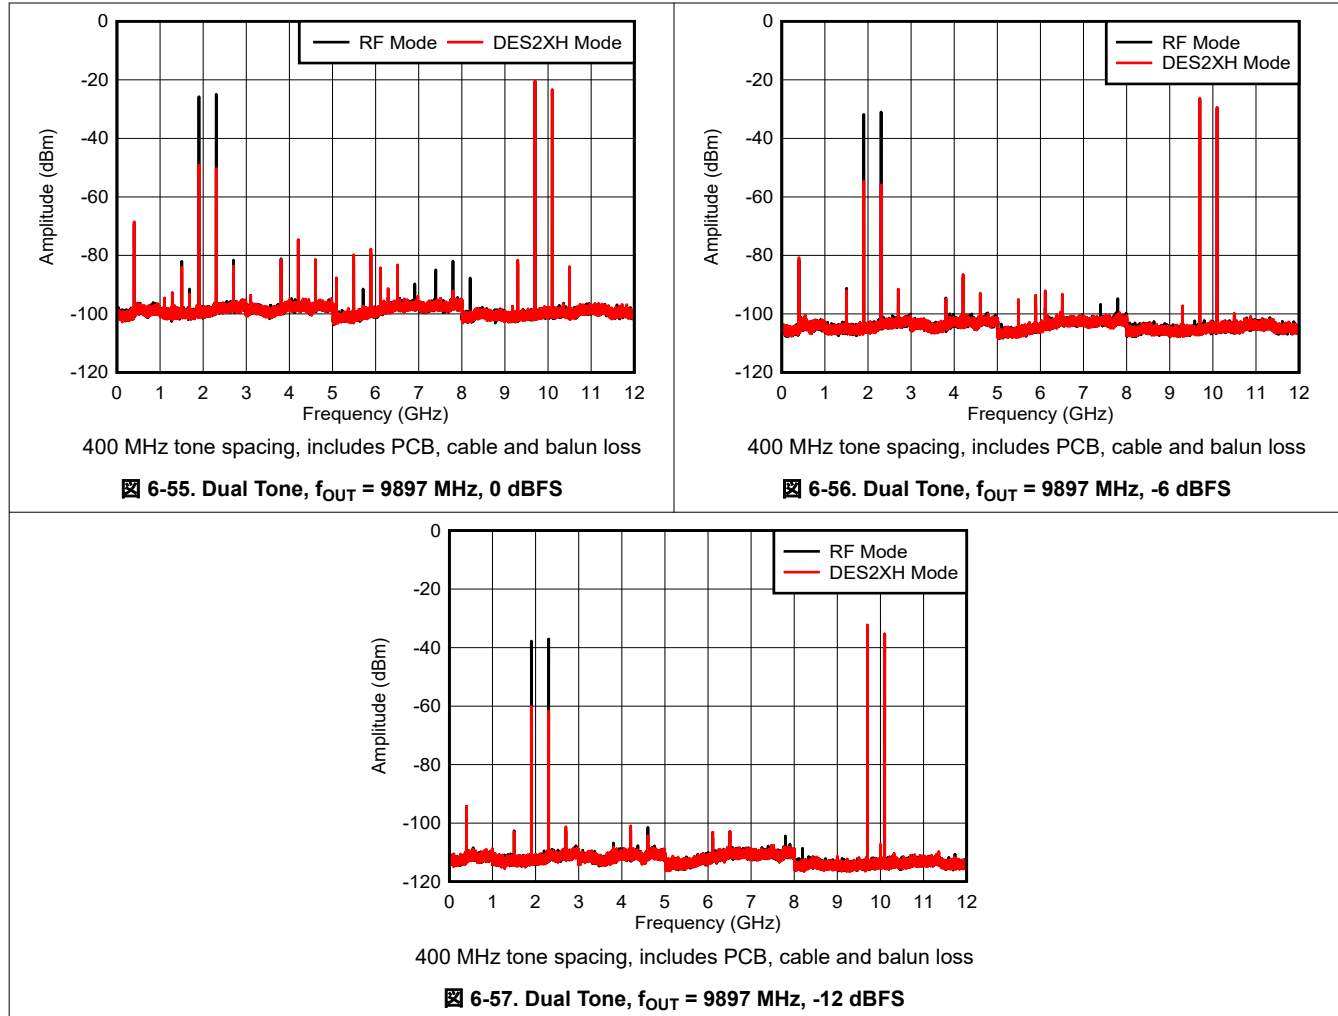 0
-20
-40
-60
-80
-100
-120
Amplitude (dBm)
RF Mode DES2XH Mode
0 1 2 3 4 5 6 7 8 9 10 11 12
Frequency (GHz)
400 MHz tone spacing, includes PCB, cable and balun loss
図 6-55. Dual Tone, fOUT = 9897 MHz, 0 dBFS
0
-20
-40
-60
-80
-100
-120
Amplitude (dBm)
RF Mode
DES2XH Mode
0 1 2 3 4 5 6 7 8 9 10 11 12
Frequency (GHz)
400 MHz tone spacing, includes PCB, cable and balun loss
図 6-56. Dual Tone, fOUT = 9897 MHz, -6 dBFS
0
-20
-40
-60
-80
-100
-120
Amplitude (dBm)
RF Mode
DES2XH Mode
0 1 2 3 4 5 6 7 8 9 10 11 12
Frequency (GHz)
400 MHz tone spacing, includes PCB, cable and balun loss
図 6-57. Dual Tone, fOUT = 9897 MHz, -12 dBFS